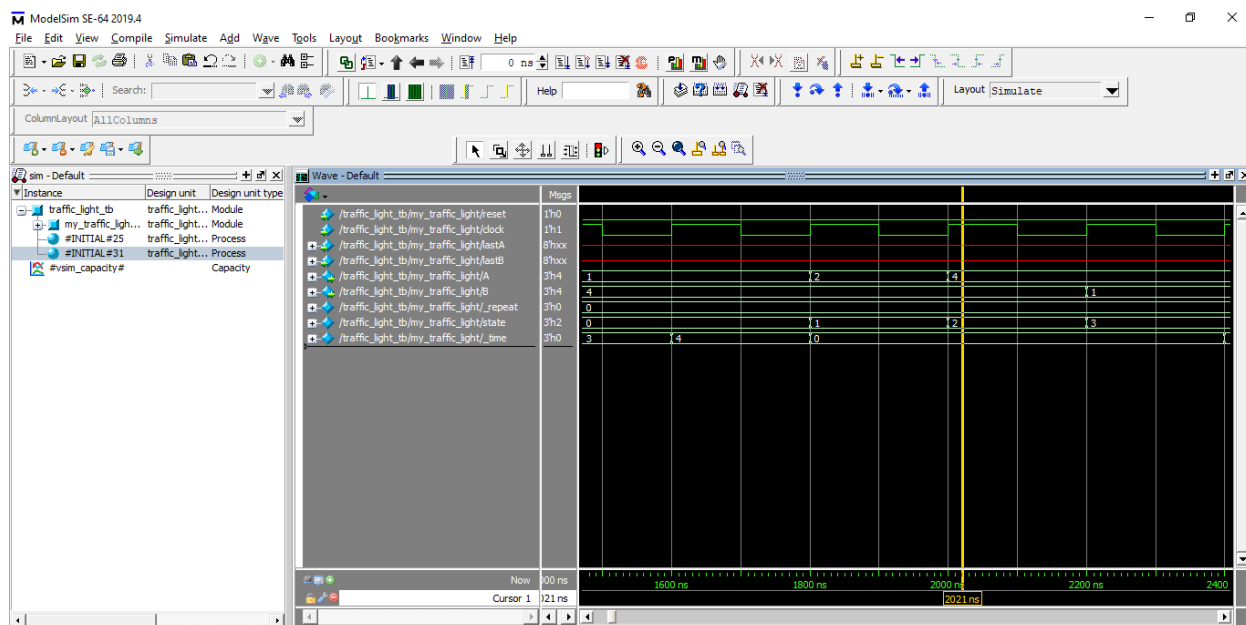 ModelSim SE-64 2019.4
File Edit View Compile Simulate Add Wave Tools Layout Bookmarks Window Help
0 ns
Search: Help Layout Simulate
ColumnLayout AllColumns
sim - Default
Instance Design unit Design unit type
traffic_light_tb traffic_light... Module
my_traffic_ligh... traffic_light... Module
#INITIAL#25 traffic_light... Process
#INITIAL#31 traffic_light... Process
#vsim_capacity# Capacity
Wave - Default
Msgs
/traffic_light_tb/my_traffic_light/reset 1'h0
/traffic_light_tb/my_traffic_light/clock 1'h1
/traffic_light_tb/my_traffic_light/lastA 8'hxx
/traffic_light_tb/my_traffic_light/lastB 8'hxx
/traffic_light_tb/my_traffic_light/A 3'h4 1 2 4
/traffic_light_tb/my_traffic_light/B 3'h4 4 1
/traffic_light_tb/my_traffic_light/_repeat 3'h0 0
/traffic_light_tb/my_traffic_light/state 3'h2 0 1 2 3
/traffic_light_tb/my_traffic_light/_time 3'h0 3 4 0
Now 000 ns 1600 ns 1800 ns 2000 ns 2200 ns 2400
Cursor 1 021 ns 2021 ns